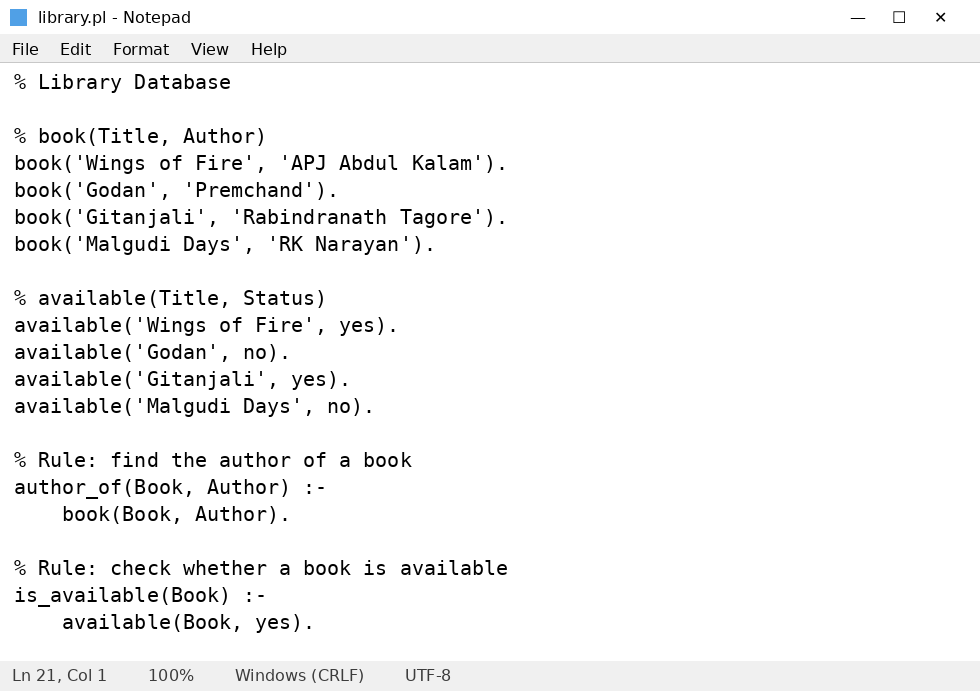 library.pl - Notepad
File Edit Format View Help
% Library Database

% book(Title, Author)
book('Wings of Fire', 'APJ Abdul Kalam').
book('Godan', 'Premchand').
book('Gitanjali', 'Rabindranath Tagore').
book('Malgudi Days', 'RK Narayan').

% available(Title, Status)
available('Wings of Fire', yes).
available('Godan', no).
available('Gitanjali', yes).
available('Malgudi Days', no).

% Rule: find the author of a book
author_of(Book, Author) :-
    book(Book, Author).

% Rule: check whether a book is available
is_available(Book) :-
    available(Book, yes).

Ln 21, Col 1 100% Windows (CRLF) UTF-8